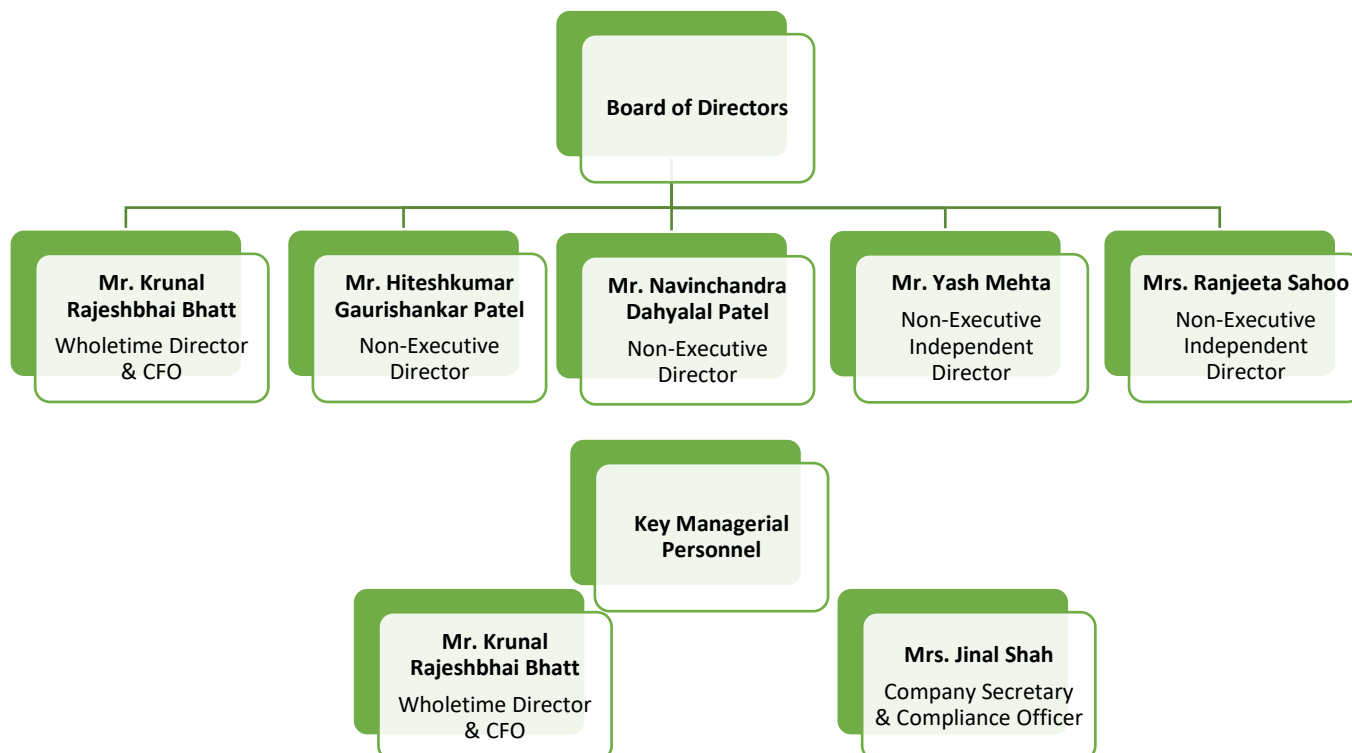 Board of Directors
Mr. Krunal
Rajeshbhai Bhatt
Wholetime Director
& CFO
Mr. Hiteshkumar
Gaurishankar Patel
Non-Executive
Director
Mr. Navinchandra
Dahyalal Patel
Non-Executive
Director
Mr. Yash Mehta
Non-Executive
Independent
Director
Mrs. Ranjeeta Sahoo
Non-Executive
Independent
Director
Key Managerial
Personnel
Mr. Krunal
Rajeshbhai Bhatt
Wholetime Director
& CFO
Mrs. Jinal Shah
Company Secretary
& Compliance Officer